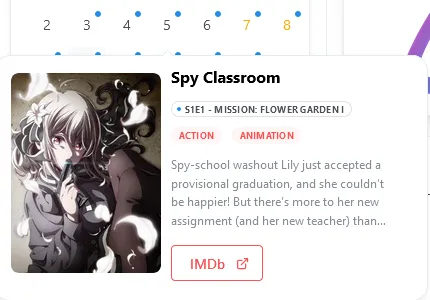 2 3 4 5 6 7 8
Spy Classroom
S1E1 - MISSION: FLOWER GARDEN I
ACTION ANIMATION
Spy-school washout Lily just accepted a
provisional graduation, and she couldn't
be happier! But there's more to her new
assignment (and her new teacher) than...
IMDb